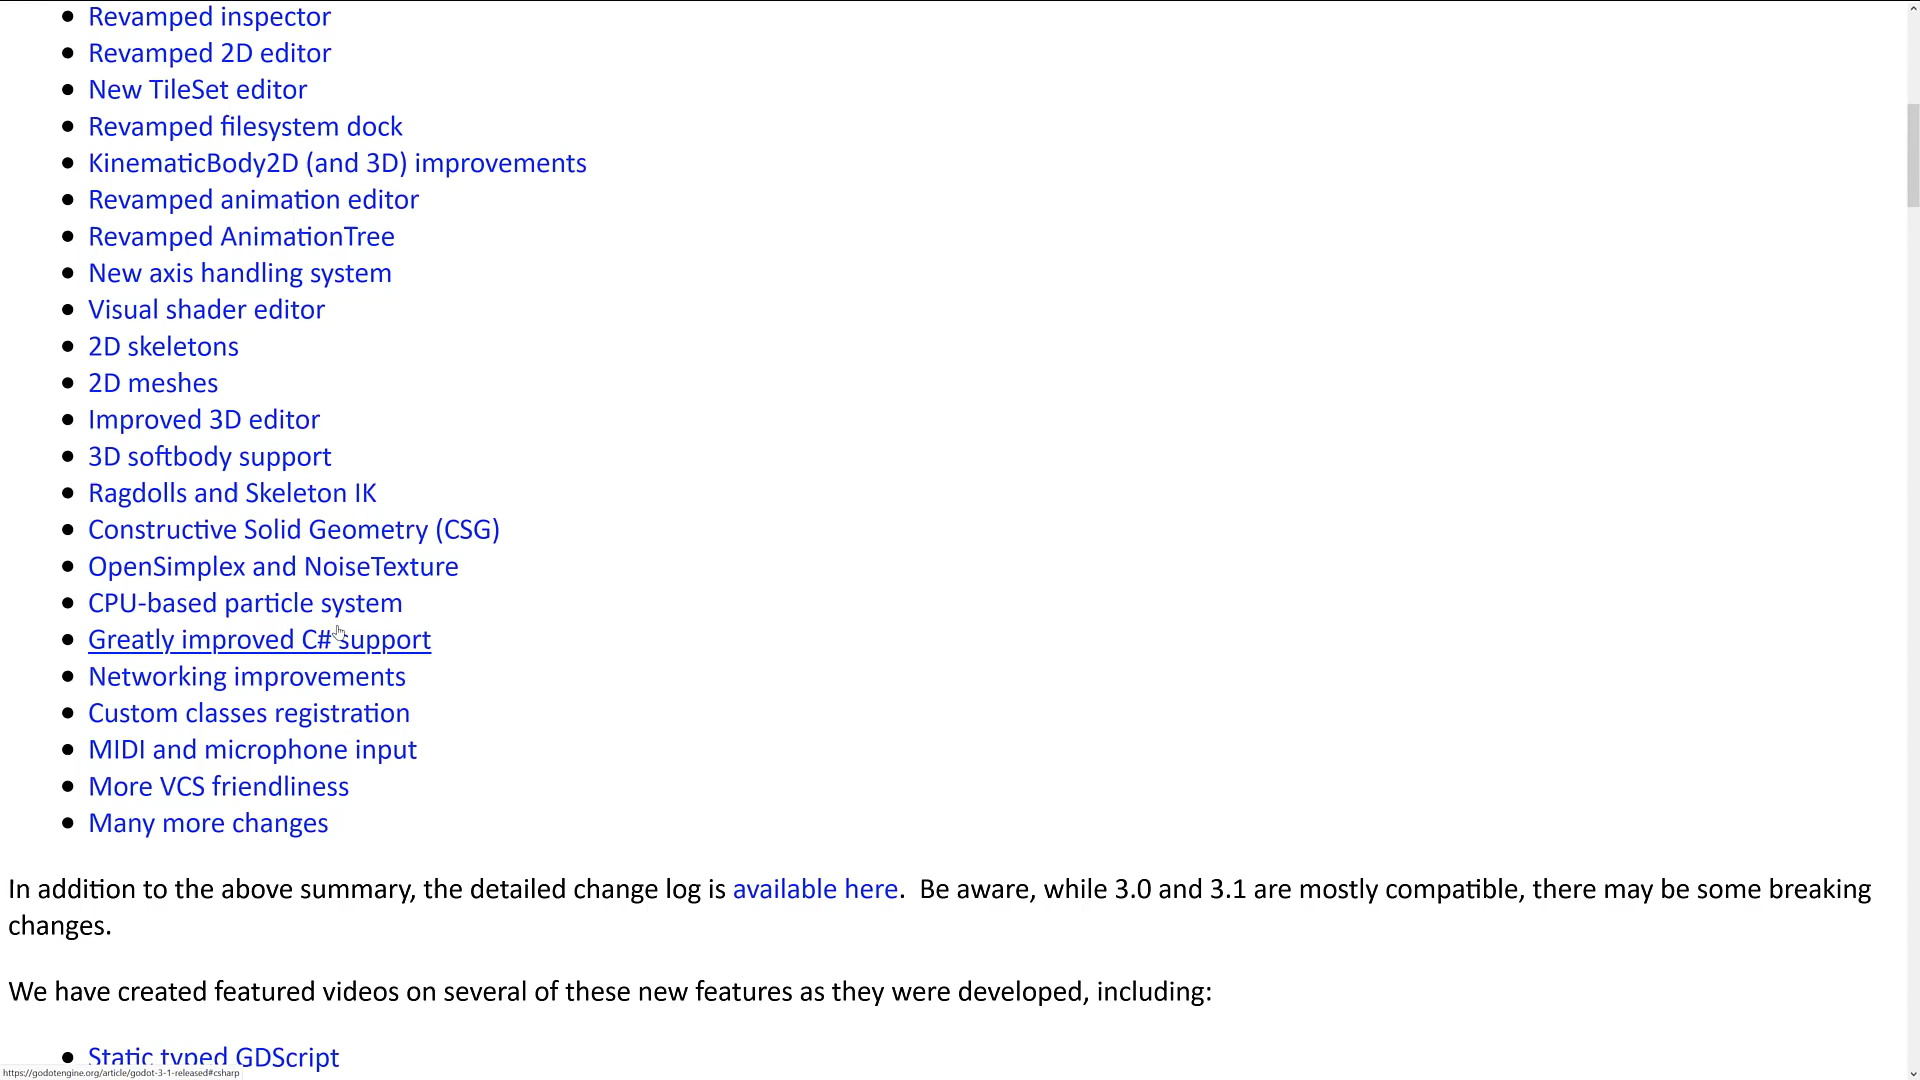 Revamped inspector
Revamped 2D editor
New TileSet editor
Revamped filesystem dock
KinematicBody2D (and 3D) improvements
Revamped animation editor
Revamped AnimationTree
New axis handling system
Visual shader editor
2D skeletons
2D meshes
Improved 3D editor
3D softbody support
Ragdolls and Skeleton IK
Constructive Solid Geometry (CSG)
OpenSimplex and NoiseTexture
CPU-based particle system
Greatly improved C# support
Networking improvements
Custom classes registration
MIDI and microphone input
More VCS friendliness
Many more changes
In addition to the above summary, the detailed change log is available here.  Be aware, while 3.0 and 3.1 are mostly compatible, there may be some breaking
changes.
We have created featured videos on several of these new features as they were developed, including:
Static typed GDScript
https://godotengine.org/article/godot-3-1-released#csharp